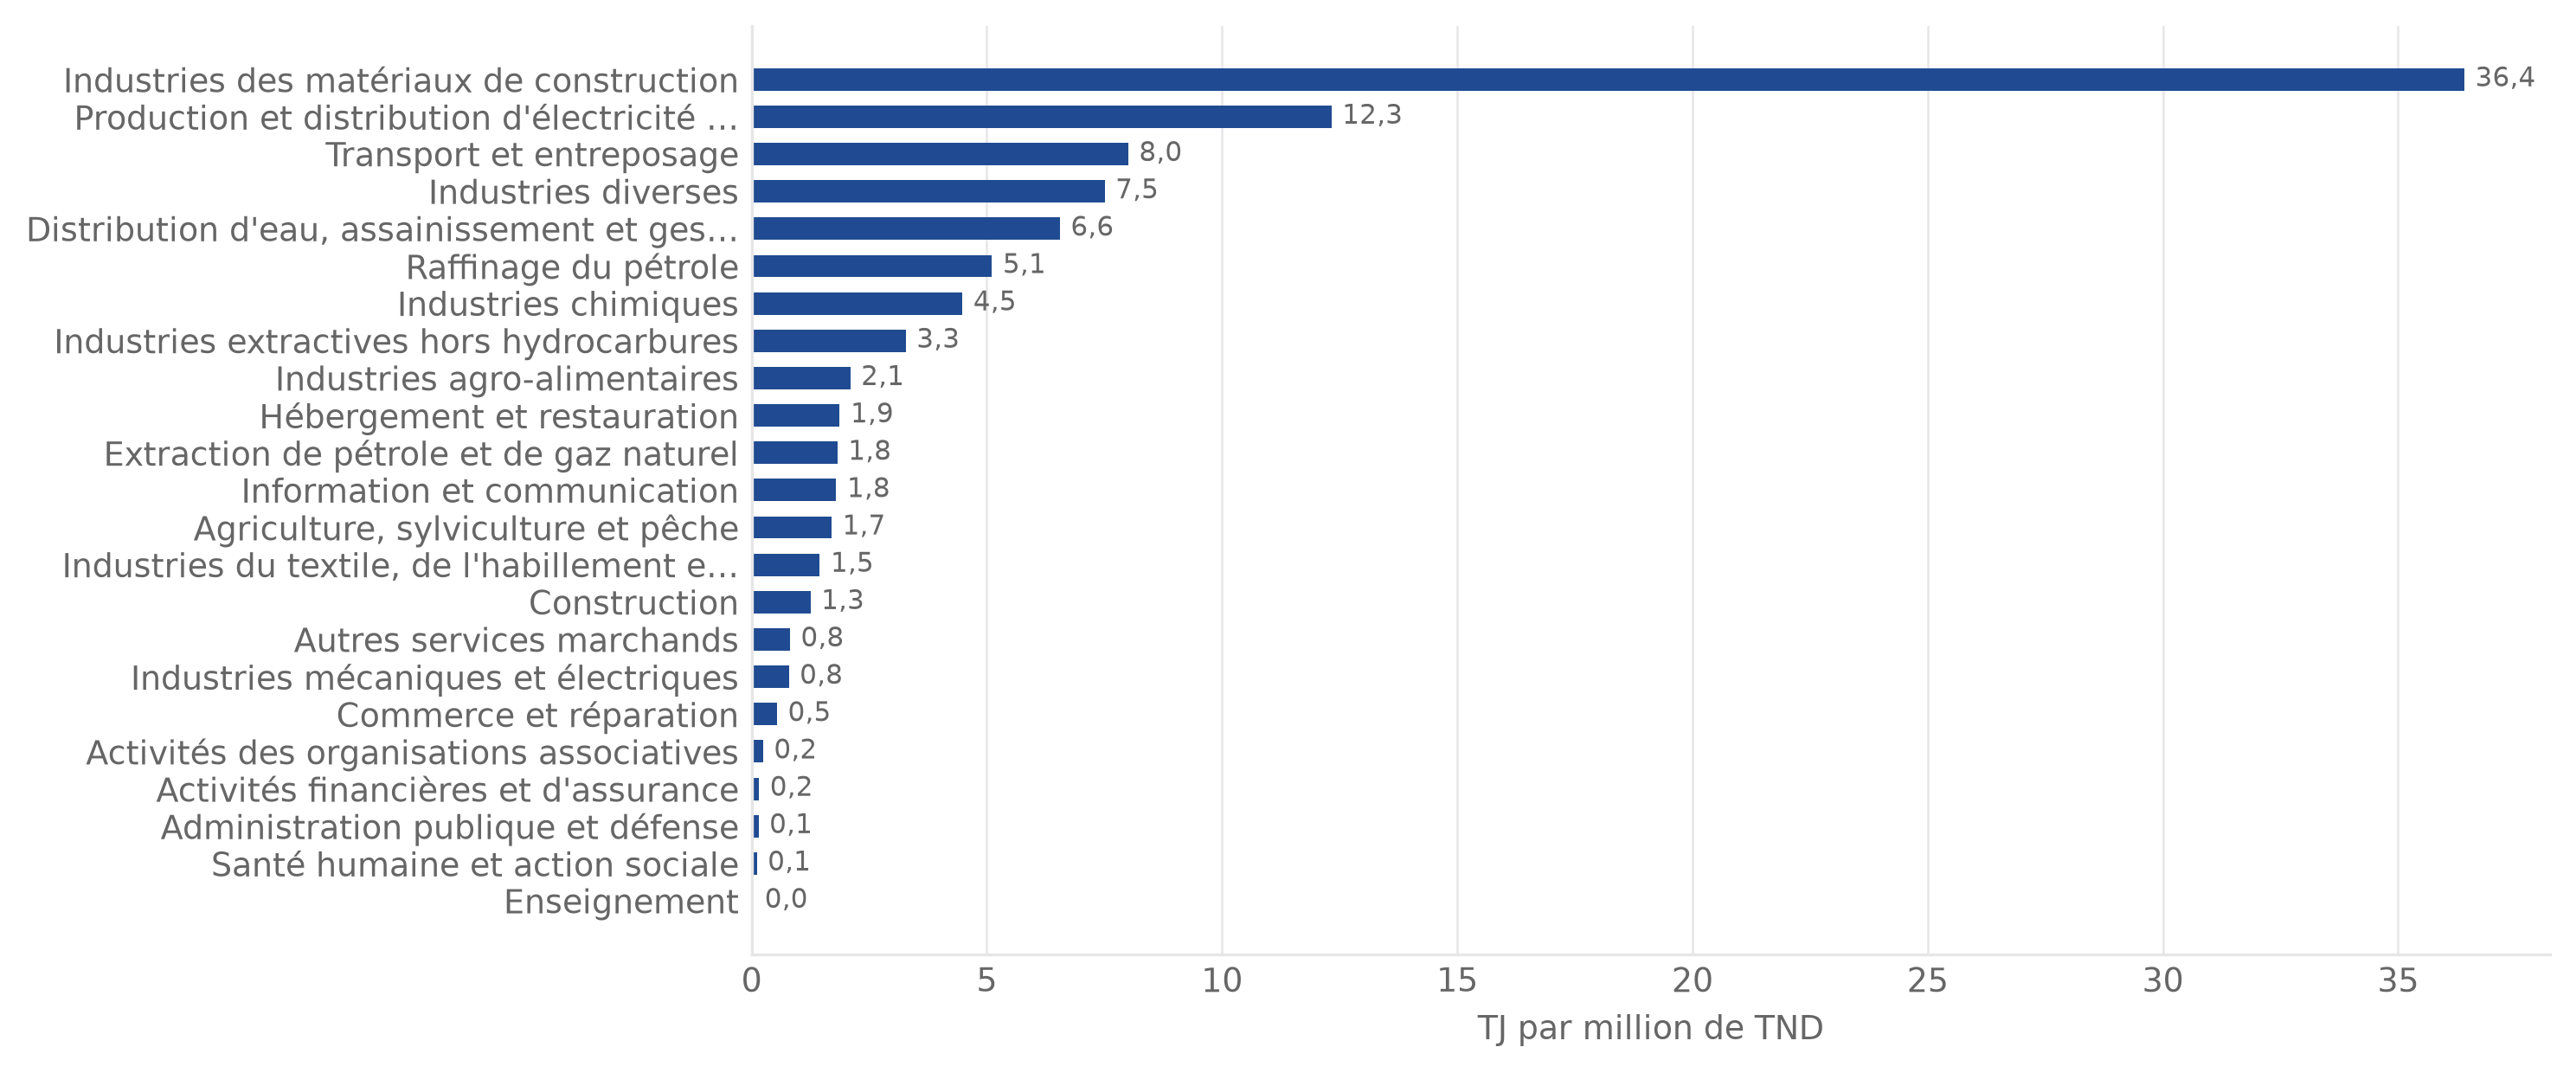 Industries des matériaux de construction 36,4
Production et distribution d'électricité ... 12,3
Transport et entreposage 8,0
Industries diverses 7,5
Distribution d'eau, assainissement et ges... 6,6
Raffinage du pétrole 5,1
Industries chimiques 4,5
Industries extractives hors hydrocarbures 3,3
Industries agro-alimentaires 2,1
Hébergement et restauration 1,9
Extraction de pétrole et de gaz naturel 1,8
Information et communication 1,8
Agriculture, sylviculture et pêche 1,7
Industries du textile, de l'habillement e... 1,5
Construction 1,3
Autres services marchands 0,8
Industries mécaniques et électriques 0,8
Commerce et réparation 0,5
Activités des organisations associatives 0,2
Activités financières et d'assurance 0,2
Administration publique et défense 0,1
Santé humaine et action sociale 0,1
Enseignement 0,0
0 5 10 15 20 25 30 35
TJ par million de TND